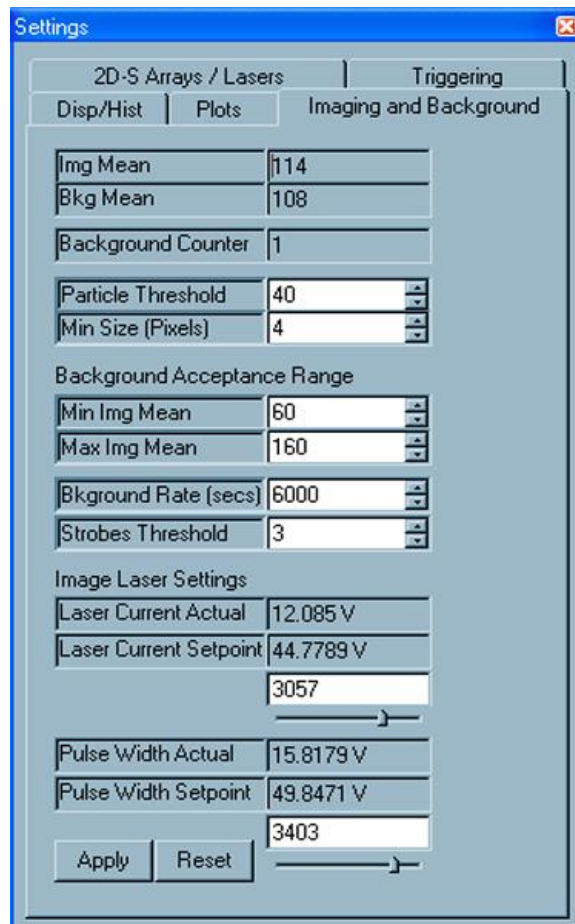 Settings
2D-S Arrays / Lasers Triggering
Disp/Hist Plots Imaging and Background
Img Mean 114
Bkg Mean 108
Background Counter 1
Particle Threshold 40
Min Size (Pixels) 4
Background Acceptance Range
Min Img Mean 60
Max Img Mean 160
Bkground Rate (secs) 6000
Strobes Threshold 3
Image Laser Settings
Laser Current Actual 12.085 V
Laser Current Setpoint 44.7789 V
3057
Pulse Width Actual 15.8179 V
Pulse Width Setpoint 49.8471 V
3403
Apply Reset